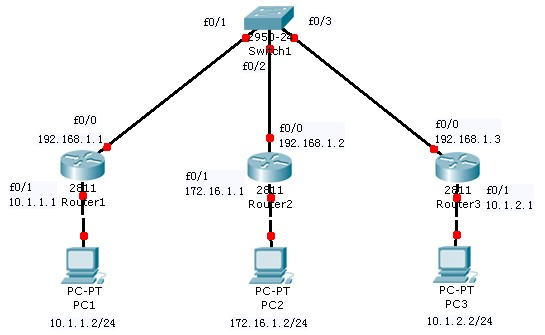 f0/1
f0/3
2950-24
Switch1
f0/2
f0/0
192.168.1.1
f0/0
192.168.1.2
f0/0
192.168.1.3
f0/1
10.1.1.1
2811
Router1
f0/1
172.16.1.1
2811
Router2
2811
Router3
f0/1
10.1.2.1
PC-PT
PC1
10.1.1.2/24
PC-PT
PC2
172.16.1.2/24
PC-PT
PC3
10.1.2.2/24